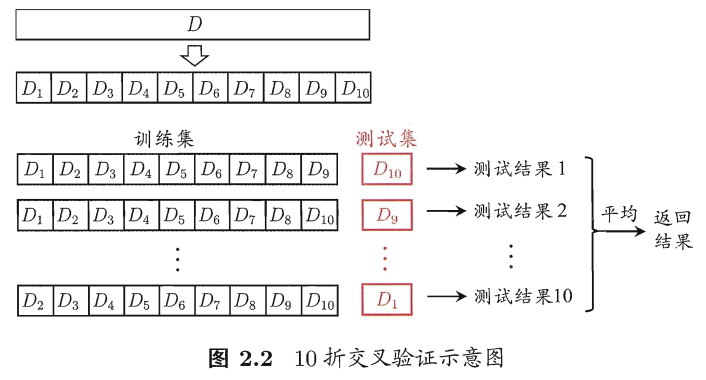 D
D₁ D₂ D₃ D₄ D₅ D₆ D₇ D₈ D₉ D₁₀
训练集 测试集
D₁ D₂ D₃ D₄ D₅ D₆ D₇ D₈ D₉ D₁₀ 测试结果 1
D₁ D₂ D₃ D₄ D₅ D₆ D₇ D₈ D₁₀ D₉ 测试结果 2
平均 返回
结果
⋮ ⋮ ⋮
D₂ D₃ D₄ D₅ D₆ D₇ D₈ D₉ D₁₀ D₁ 测试结果10
图 2.2 10 折交叉验证示意图